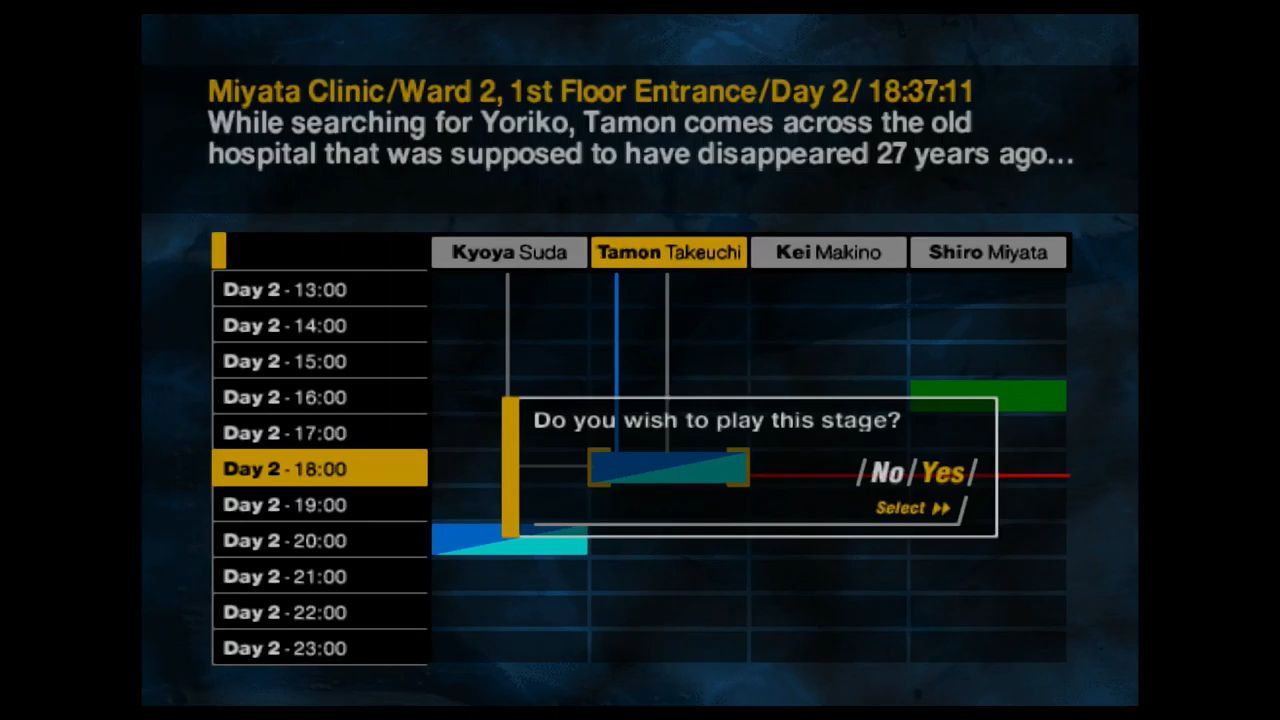 Miyata Clinic/Ward 2, 1st Floor Entrance/Day 2/ 18:37:11
While searching for Yoriko, Tamon comes across the old
hospital that was supposed to have disappeared 27 years ago...
Kyoya Suda Tamon Takeuchi Kei Makino Shiro Miyata
Day 2 - 13:00
Day 2 - 14:00
Day 2 - 15:00
Day 2 - 16:00
Day 2 - 17:00
Day 2 - 18:00
Day 2 - 19:00
Day 2 - 20:00
Day 2 - 21:00
Day 2 - 22:00
Day 2 - 23:00
Do you wish to play this stage?
/No/Yes/
Select